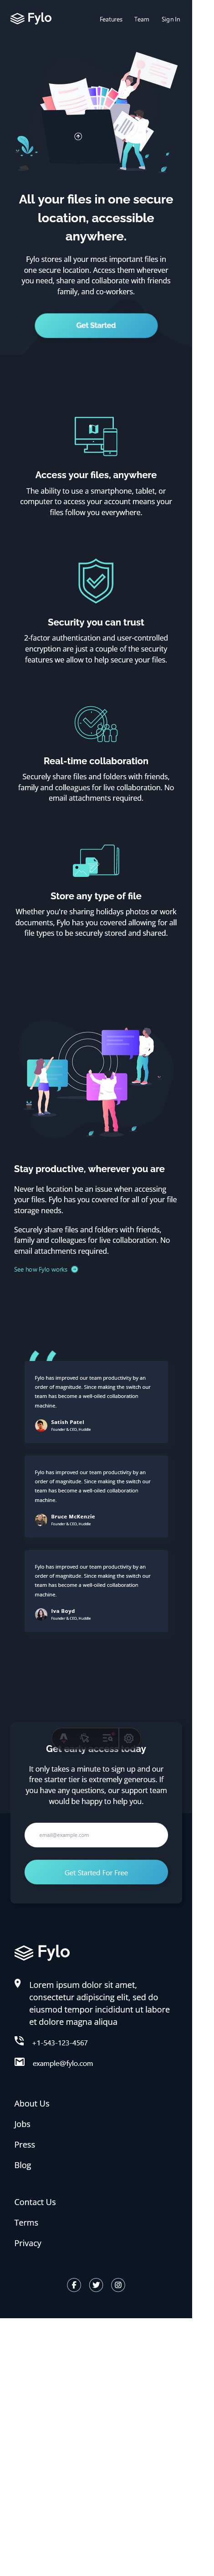 Fylo
Features Team Sign In
All your files in one secure
location, accessible
anywhere.
Fylo stores all your most important files in
one secure location. Access them wherever
you need, share and collaborate with friends
family, and co-workers.
Get Started
Access your files, anywhere
The ability to use a smartphone, tablet, or
computer to access your account means your
files follow you everywhere.
Security you can trust
2-factor authentication and user-controlled
encryption are just a couple of the security
features we allow to help secure your files.
Real-time collaboration
Securely share files and folders with friends,
family and colleagues for live collaboration. No
email attachments required.
Store any type of file
Whether you're sharing holidays photos or work
documents, Fylo has you covered allowing for all
file types to be securely stored and shared.
Stay productive, wherever you are
Never let location be an issue when accessing
your files. Fylo has you covered for all of your file
storage needs.
Securely share files and folders with friends,
family and colleagues for live collaboration. No
email attachments required.
See how Fylo works
Fylo has improved our team productivity by an
order of magnitude. Since making the switch our
team has become a well-oiled collaboration
machine.
Satish Patel
Founder & CEO, Huddle
Fylo has improved our team productivity by an
order of magnitude. Since making the switch our
team has become a well-oiled collaboration
machine.
Bruce McKenzie
Founder & CEO, Huddle
Fylo has improved our team productivity by an
order of magnitude. Since making the switch our
team has become a well-oiled collaboration
machine.
Iva Boyd
Founder & CEO, Huddle
Get early access today
It only takes a minute to sign up and our
free starter tier is extremely generous. If
you have any questions, our support team
would be happy to help you.
email@example.com
Get Started For Free
Fylo
Lorem ipsum dolor sit amet,
consectetur adipiscing elit, sed do
eiusmod tempor incididunt ut labore
et dolore magna aliqua
+1-543-123-4567
example@fylo.com
About Us
Jobs
Press
Blog
Contact Us
Terms
Privacy